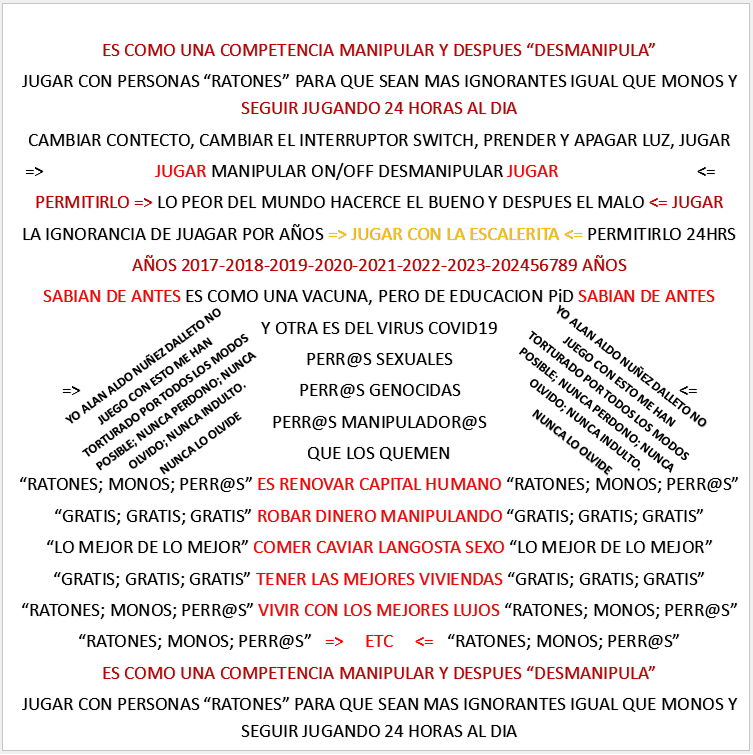 ES COMO UNA COMPETENCIA MANIPULAR Y DESPUES “DESMANIPULA”
JUGAR CON PERSONAS “RATONES” PARA QUE SEAN MAS IGNORANTES IGUAL QUE MONOS Y
SEGUIR JUGANDO 24 HORAS AL DIA
CAMBIAR CONTECTO, CAMBIAR EL INTERRUPTOR SWITCH, PRENDER Y APAGAR LUZ, JUGAR
=> JUGAR MANIPULAR ON/OFF DESMANIPULAR JUGAR <=
PERMITIRLO => LO PEOR DEL MUNDO HACERCE EL BUENO Y DESPUES EL MALO <= JUGAR
LA IGNORANCIA DE JUAGAR POR AÑOS => JUGAR CON LA ESCALERITA <= PERMITIRLO 24HRS
AÑOS 2017-2018-2019-2020-2021-2022-2023-202456789 AÑOS
SABIAN DE ANTES ES COMO UNA VACUNA, PERO DE EDUCACION PiD SABIAN DE ANTES
Y OTRA ES DEL VIRUS COVID19
PERR@S SEXUALES
=> PERR@S GENOCIDAS <=
PERR@S MANIPULADOR@S
QUE LOS QUEMEN
YO ALAN ALDO NUÑEZ DALLETO NO
JUEGO CON ESTO ME HAN
TORTURADO POR TODOS LOS MODOS
POSIBLE; NUNCA PERDONO; NUNCA
OLVIDO; NUNCA INDULTO.
NUNCA LO OLVIDE
YO ALAN ALDO NUÑEZ DALLETO NO
JUEGO CON ESTO ME HAN
TORTURADO POR TODOS LOS MODOS
POSIBLE; NUNCA PERDONO; NUNCA
OLVIDO; NUNCA INDULTO.
NUNCA LO OLVIDE
“RATONES; MONOS; PERR@S” ES RENOVAR CAPITAL HUMANO “RATONES; MONOS; PERR@S”
“GRATIS; GRATIS; GRATIS” ROBAR DINERO MANIPULANDO “GRATIS; GRATIS; GRATIS”
“LO MEJOR DE LO MEJOR” COMER CAVIAR LANGOSTA SEXO “LO MEJOR DE LO MEJOR”
“GRATIS; GRATIS; GRATIS” TENER LAS MEJORES VIVIENDAS “GRATIS; GRATIS; GRATIS”
“RATONES; MONOS; PERR@S” VIVIR CON LOS MEJORES LUJOS “RATONES; MONOS; PERR@S”
“RATONES; MONOS; PERR@S” => ETC <= “RATONES; MONOS; PERR@S”
ES COMO UNA COMPETENCIA MANIPULAR Y DESPUES “DESMANIPULA”
JUGAR CON PERSONAS “RATONES” PARA QUE SEAN MAS IGNORANTES IGUAL QUE MONOS Y
SEGUIR JUGANDO 24 HORAS AL DIA